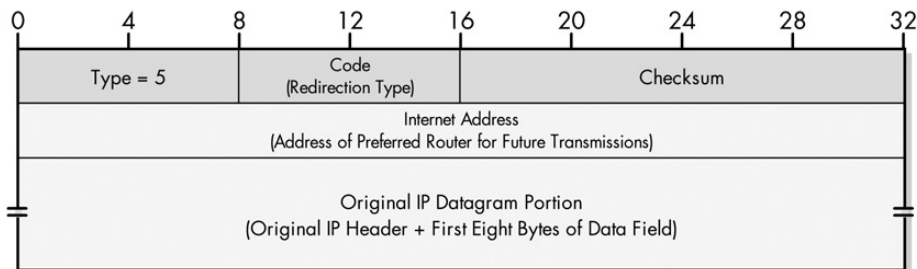 0 4 8 12 16 20 24 28 32
Type = 5
Code
(Redirection Type)
Checksum
Internet Address
(Address of Preferred Router for Future Transmissions)
Original IP Datagram Portion
(Original IP Header + First Eight Bytes of Data Field)